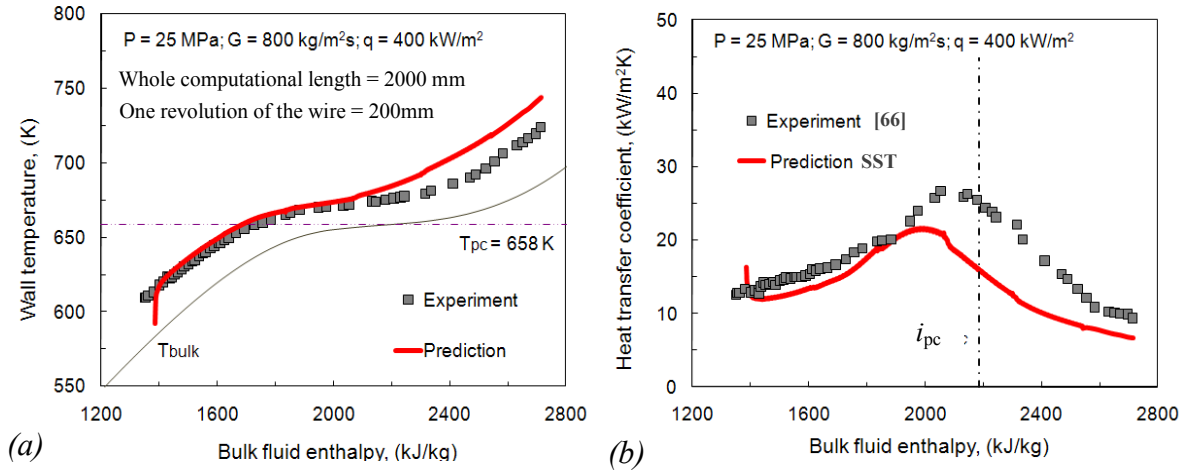 800
750
700
650
600
550
Wall temperature, (K)
P = 25 MPa; G = 800 kg/m²s; q = 400 kW/m²
Whole computational length = 2000 mm
One revolution of the wire = 200mm
Tpc = 658 K
Experiment
Prediction
Tbulk
1200 1600 2000 2400 2800
Bulk fluid enthalpy, (kJ/kg)
(a)
50
40
30
20
10
0
Heat transfer coefficient, (kW/m²K)
P = 25 MPa; G = 800 kg/m²s; q = 400 kW/m²
Experiment [66]
Prediction SST
ipc
1200 1600 2000 2400 2800
Bulk fluid enthalpy, (kJ/kg)
(b)